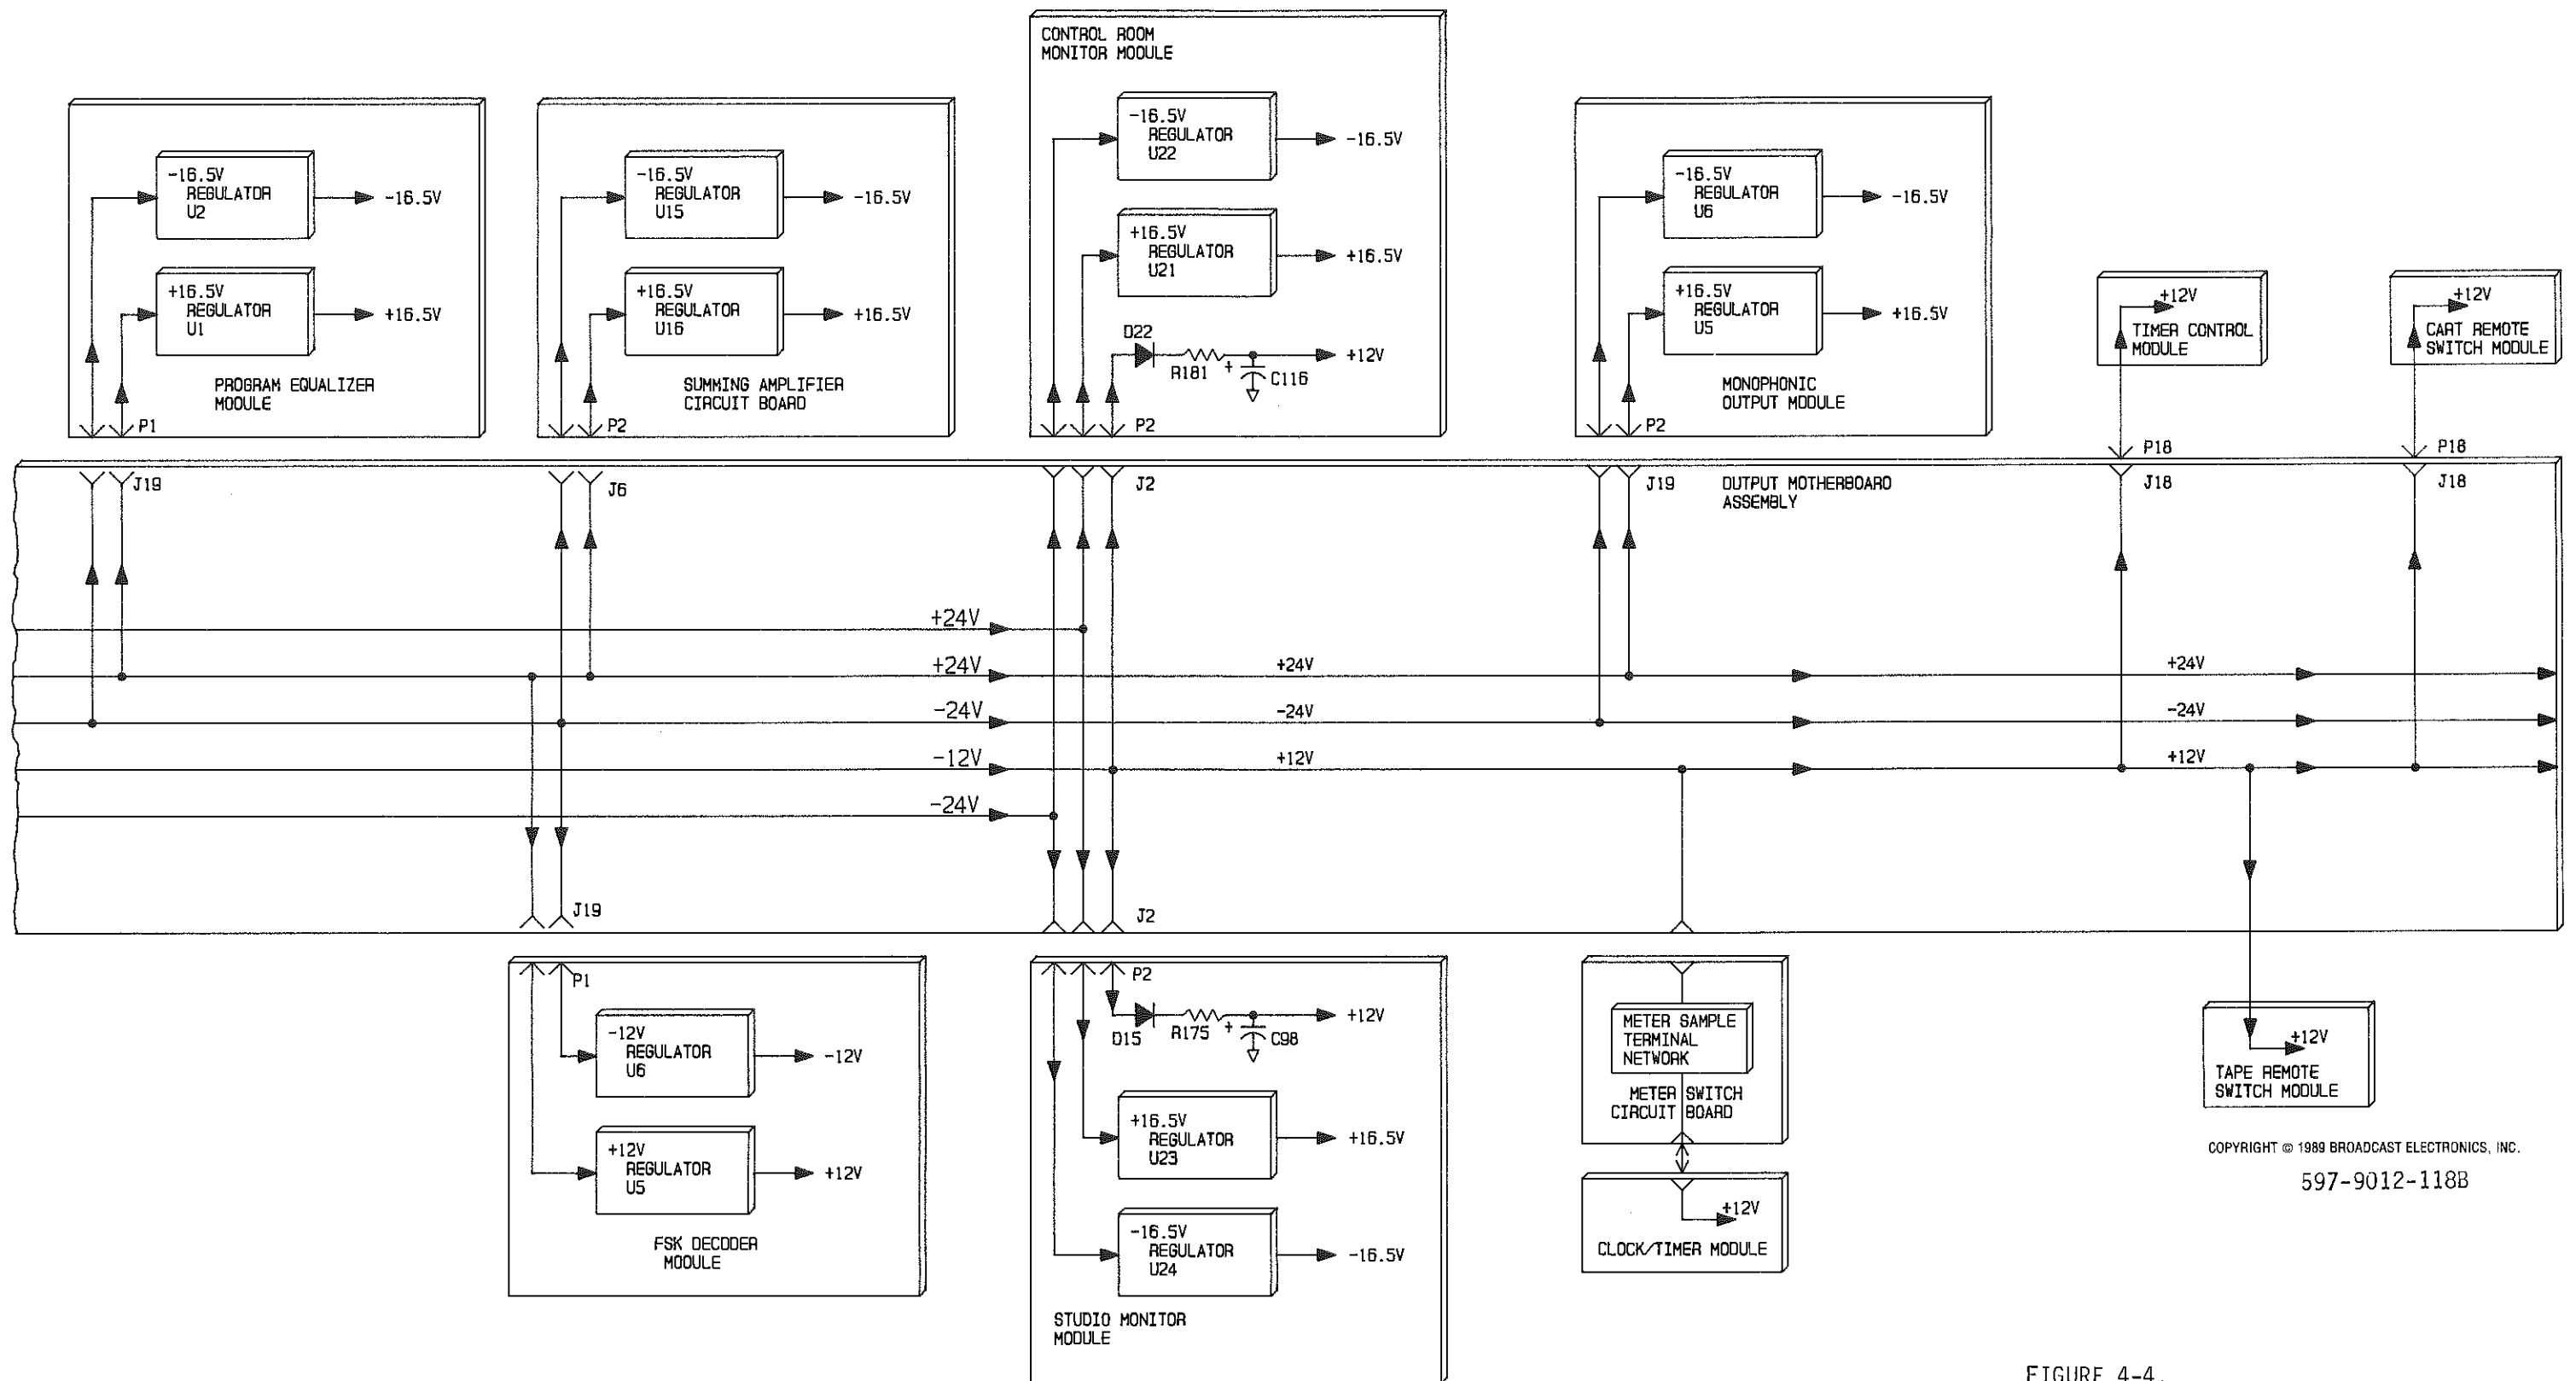 CONTROL ROOM
MONITOR MODULE
-16.5V
REGULATOR
U22
-16.5V
+16.5V
REGULATOR
U21
+16.5V
D22
R181
+
C116
+12V
P2
-16.5V
REGULATOR
U2
-16.5V
+16.5V
REGULATOR
U1
+16.5V
PROGRAM EQUALIZER
MODULE
P1
-16.5V
REGULATOR
U15
-16.5V
+16.5V
REGULATOR
U16
+16.5V
SUMMING AMPLIFIER
CIRCUIT BOARD
P2
-16.5V
REGULATOR
U6
-16.5V
+16.5V
REGULATOR
U5
+16.5V
MONOPHONIC
OUTPUT MODULE
P2
+12V
TIMER CONTROL
MODULE
P18
+12V
CART REMOTE
SWITCH MODULE
P18
J19
J6
J2
J19
OUTPUT MOTHERBOARD
ASSEMBLY
J18
J18
+24V
+24V
+24V
+24V
-24V
-24V
-24V
-12V
+12V
+12V
-24V
J19
J2
P1
-12V
REGULATOR
U6
-12V
+12V
REGULATOR
U5
+12V
FSK DECODER
MODULE
P2
D15
R175
+
C98
+12V
+16.5V
REGULATOR
U23
+16.5V
-16.5V
REGULATOR
U24
-16.5V
STUDIO MONITOR
MODULE
METER SAMPLE
TERMINAL
NETWORK
METER SWITCH
CIRCUIT BOARD
+12V
CLOCK/TIMER MODULE
+12V
TAPE REMOTE
SWITCH MODULE
COPYRIGHT © 1989 BROADCAST ELECTRONICS, INC.
597-9012-118B
FIGURE 4-4.